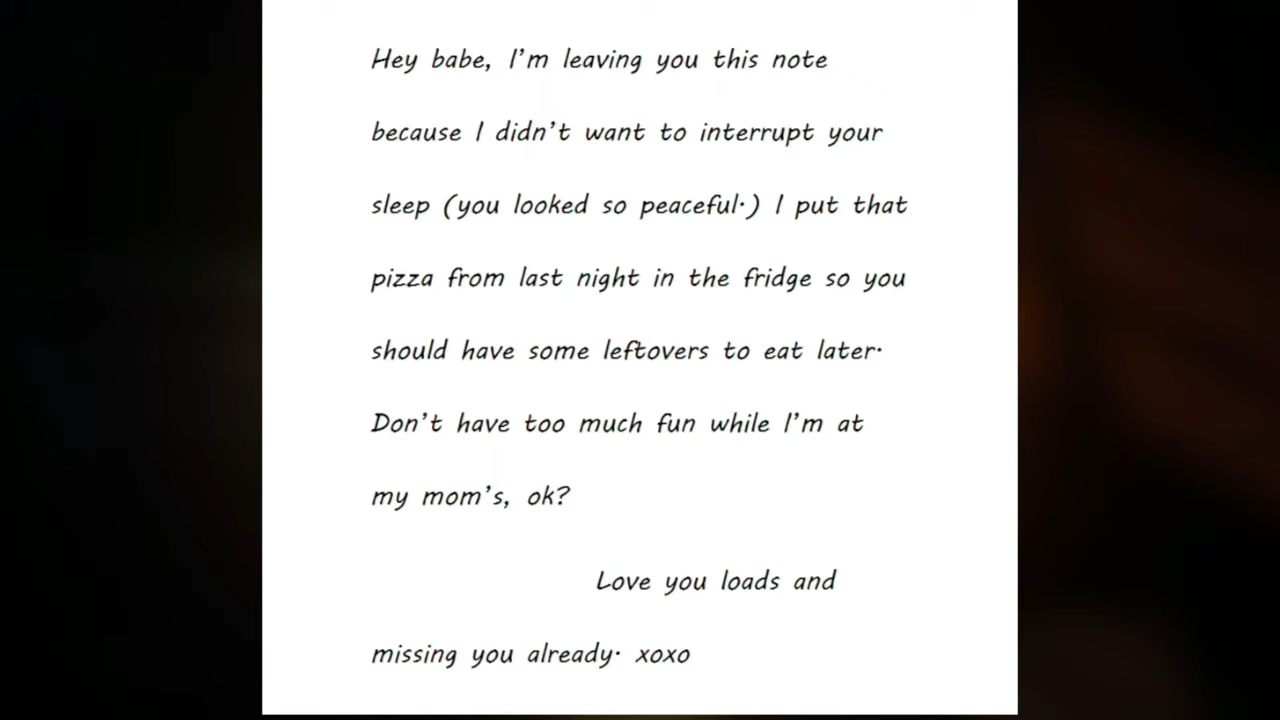 Hey babe, I’m leaving you this note
because I didn’t want to interrupt your
sleep (you looked so peaceful.) I put that
pizza from last night in the fridge so you
should have some leftovers to eat later.
Don’t have too much fun while I’m at
my mom’s, ok?
Love you loads and
missing you already. xoxo